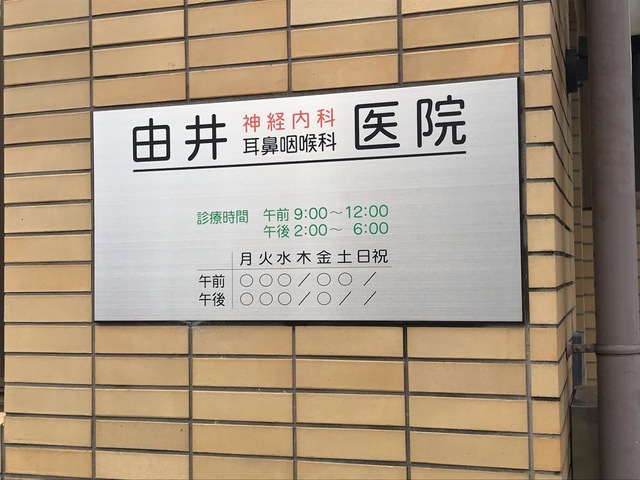 由井 神経内科 耳鼻咽喉科 医院
診療時間 午前 9:00～12:00
午後 2:00～ 6:00
月火水木金土日祝
午前 ○○○／○○ ／
午後 ○○○／○／／